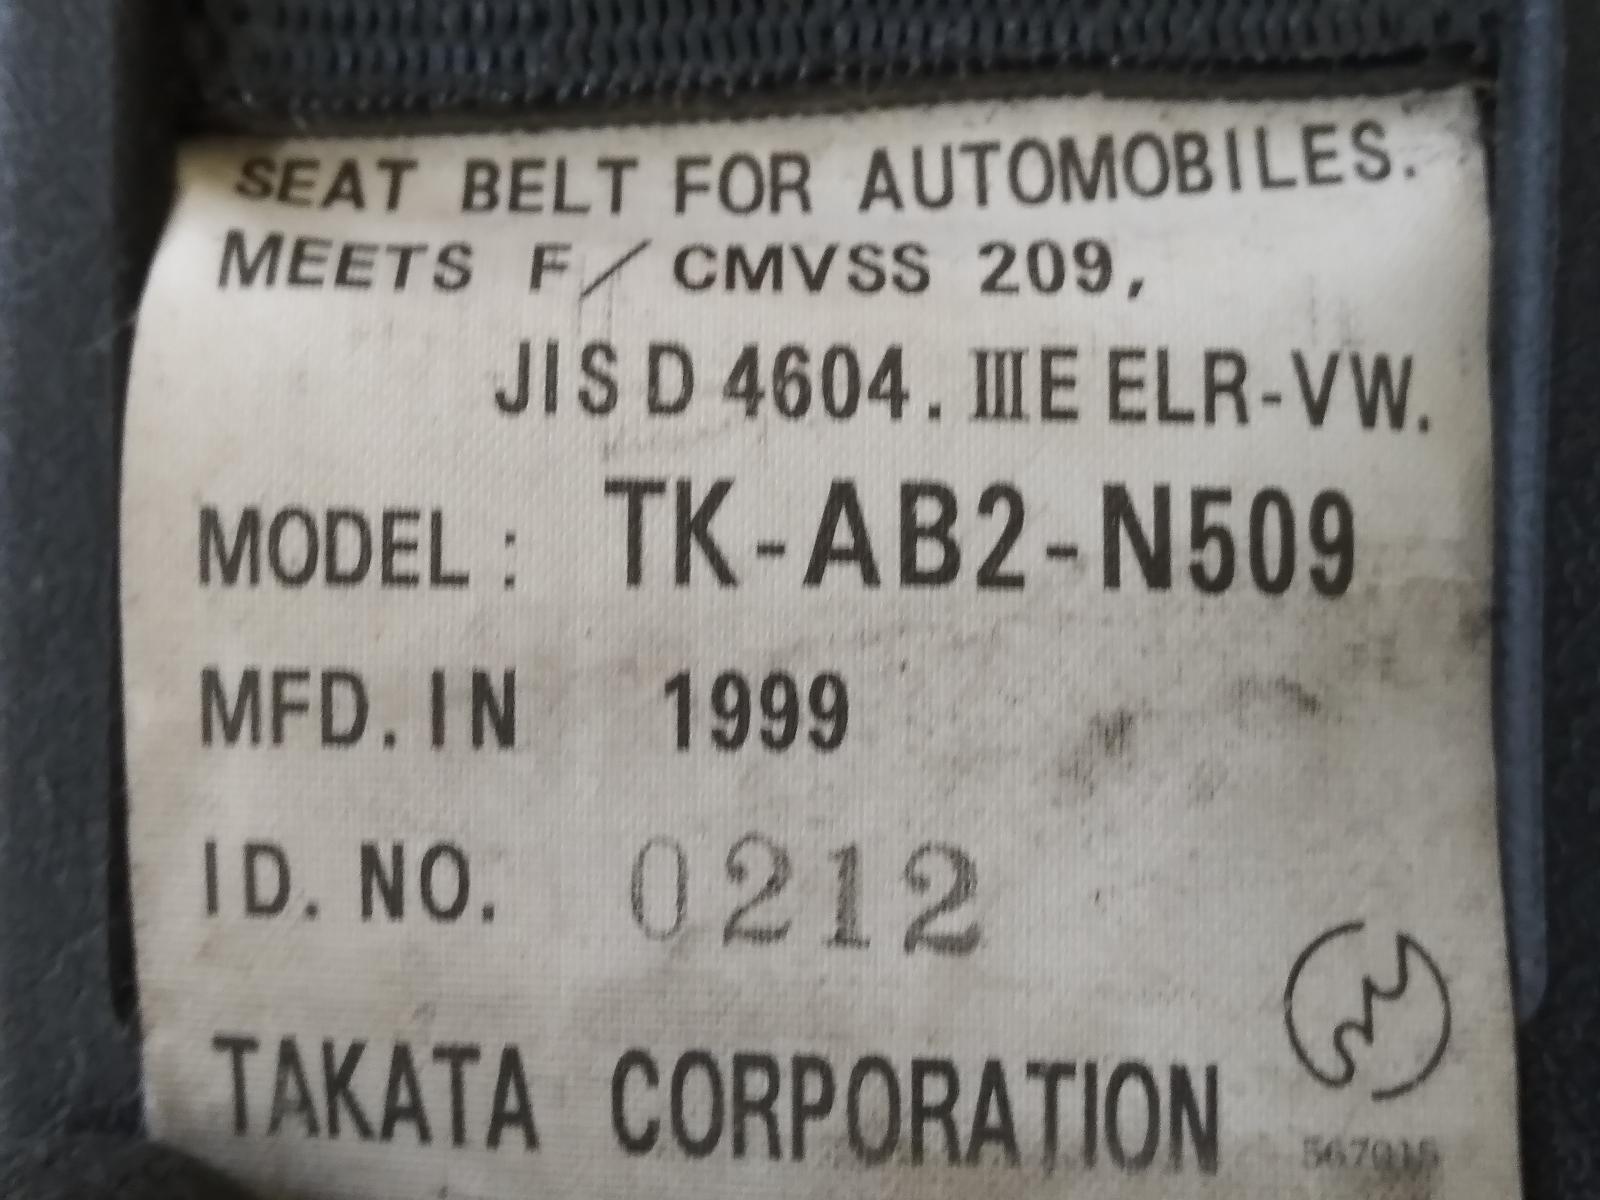 SEAT BELT FOR AUTOMOBILES.
MEETS F/CMVSS 209,
JIS D 4604. ⅢE ELR-VW.
MODEL: TK-AB2-N509
MFD. IN 1999
ID. NO. 0212
TAKATA CORPORATION